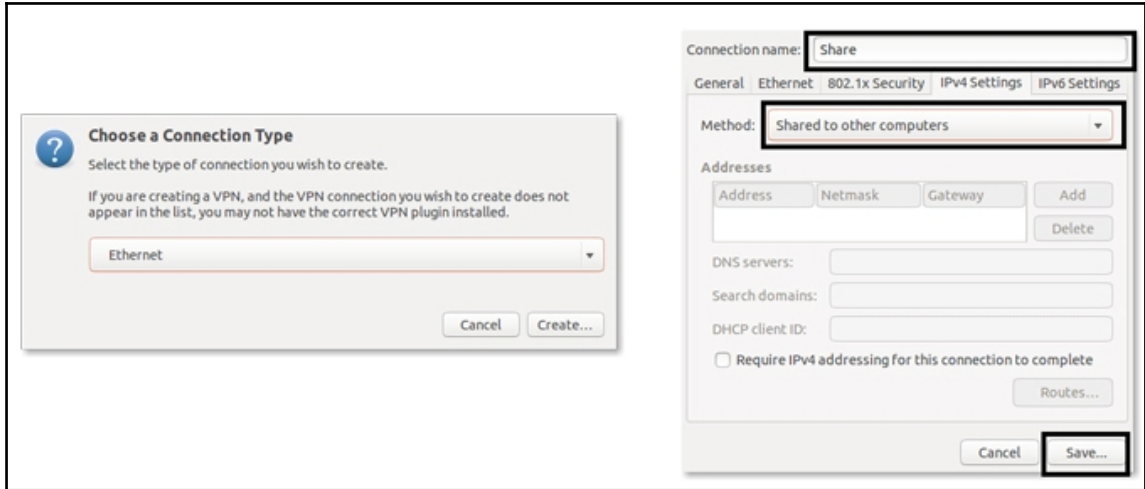 Choose a Connection Type
Select the type of connection you wish to create.
If you are creating a VPN, and the VPN connection you wish to create does not
appear in the list, you may not have the correct VPN plugin installed.
Ethernet
Cancel Create...
Connection name: Share
General Ethernet 802.1x Security IPv4 Settings IPv6 Settings
Method: Shared to other computers
Addresses
Address Netmask Gateway Add
Delete
DNS servers:
Search domains:
DHCP client ID:
Require IPv4 addressing for this connection to complete
Routes...
Cancel Save...